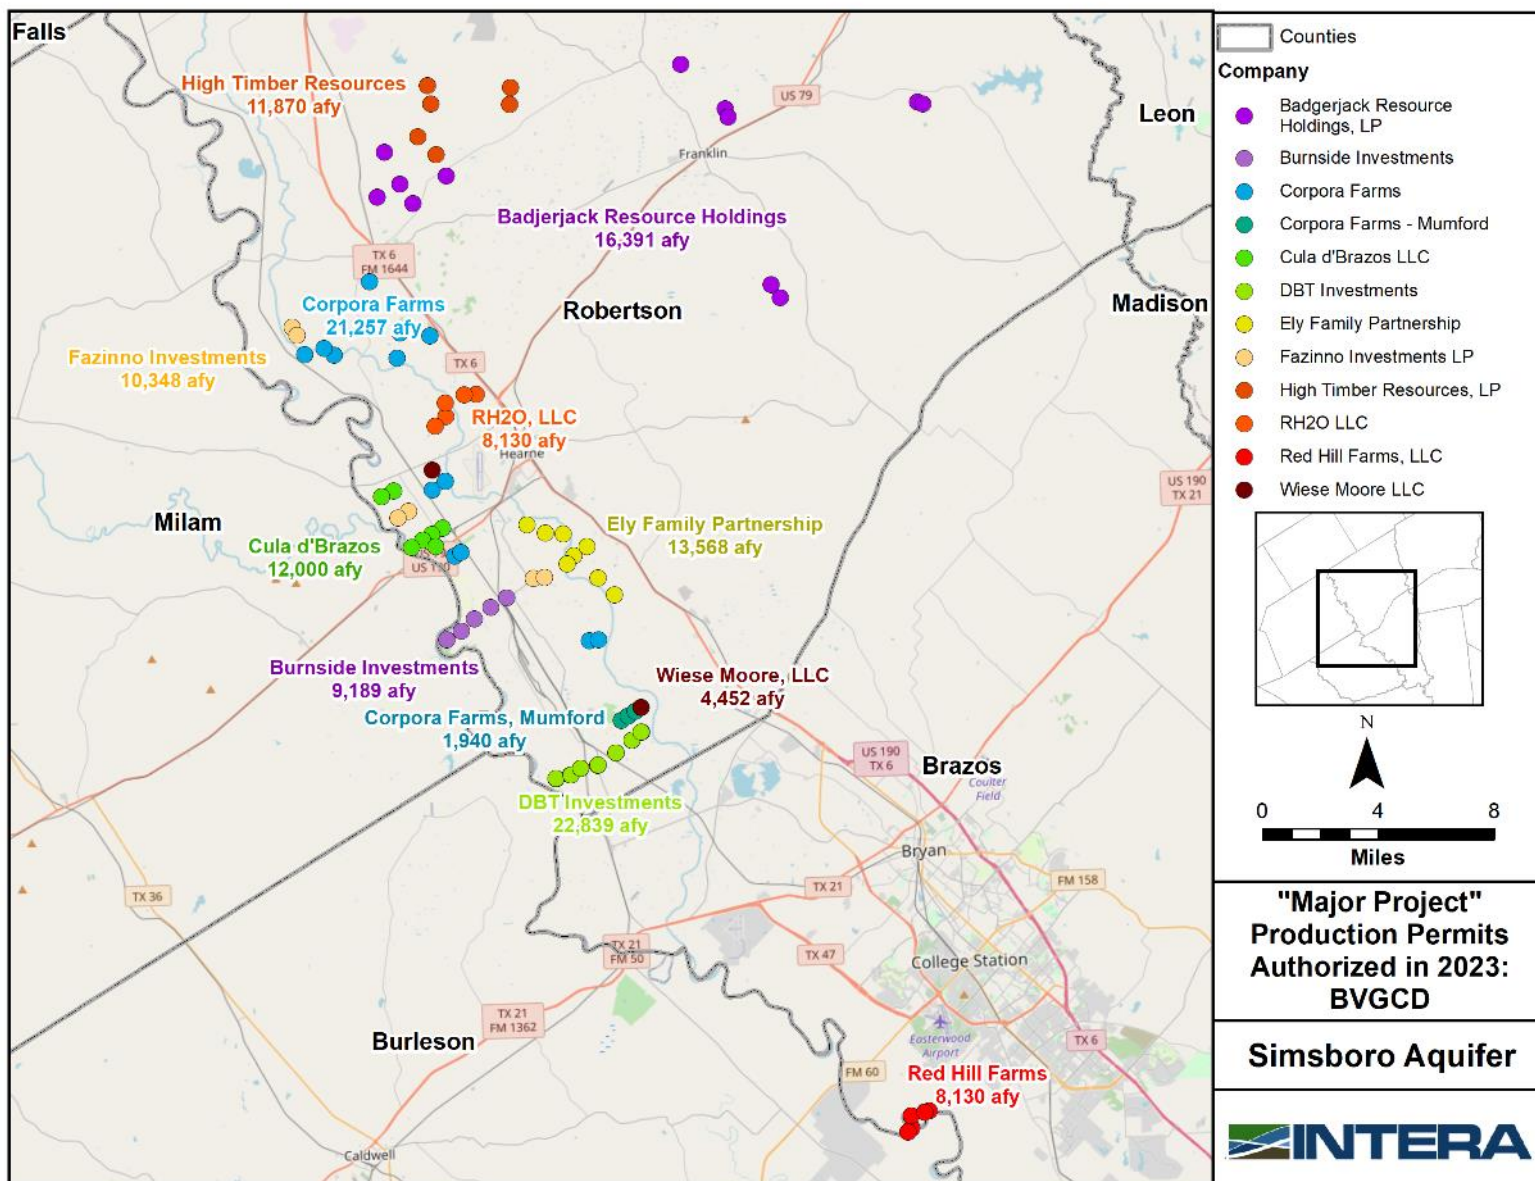 Falls
High Timber Resources
11,870 afy
US 79
Leon
Franklin
Badjerjack Resource Holdings
16,391 afy
TX 6
FM 1644
Corpora Farms
21,257 afy
Robertson
Madison
Fazinno Investments
10,348 afy
TX 6
RH2O, LLC
8,130 afy
Hearne
US 190
TX 21
Milam
Ely Family Partnership
13,568 afy
Cula d'Brazos
12,000 afy
US 190
Burnside Investments
9,189 afy
Wiese Moore, LLC
4,452 afy
Corpora Farms, Mumford
1,940 afy
US 190
TX 6
Brazos
Coulter
Field
DBT Investments
22,839 afy
Bryan
FM 158
TX 21
TX 36
TX 21
FM 50
TX 47
College Station
TX 21
FM 1362
Burleson
Easterwood
Airport
TX 6
FM 60
Red Hill Farms
8,130 afy
Caldwell
Counties
Company
Badgerjack Resource
Holdings, LP
Burnside Investments
Corpora Farms
Corpora Farms - Mumford
Cula d'Brazos LLC
DBT Investments
Ely Family Partnership
Fazinno Investments LP
High Timber Resources, LP
RH2O LLC
Red Hill Farms, LLC
Wiese Moore LLC
N
0 4 8
Miles
"Major Project"
Production Permits
Authorized in 2023:
BVGCD
Simsboro Aquifer
INTERA